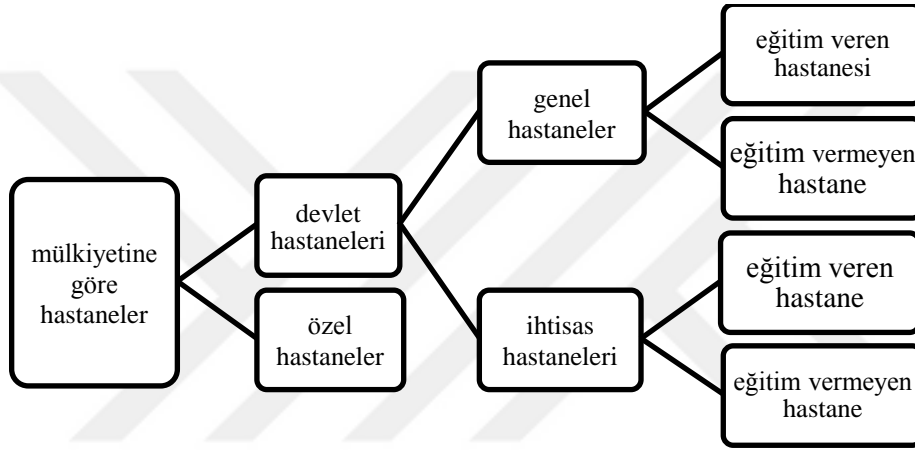 mülkiyetine
göre
hastaneler
devlet
hastaneleri
özel
hastaneler
genel
hastaneler
ihtisas
hastaneleri
eğitim veren
hastanesi
eğitim vermeyen
hastane
eğitim veren
hastane
eğitim vermeyen
hastane